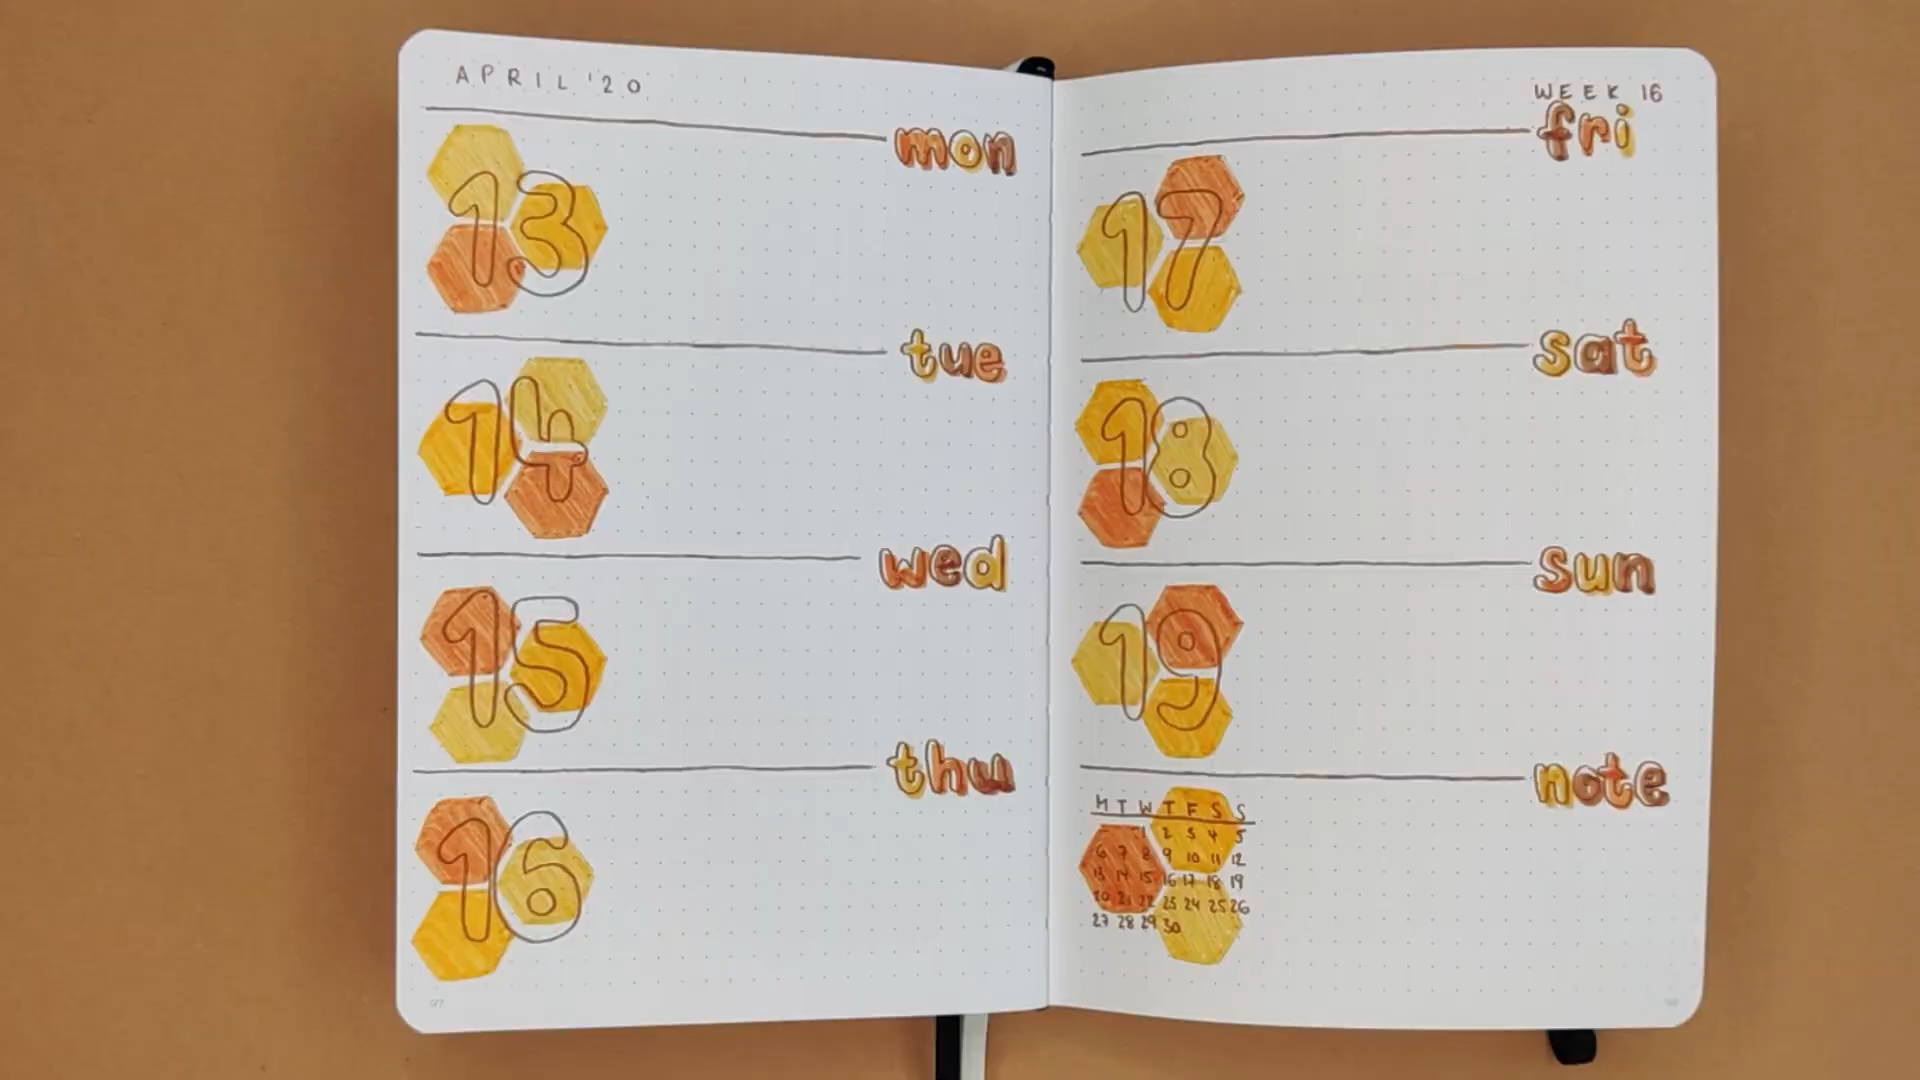 APRIL '20
mon
13
tue
14
wed
15
thu
16
97
WEEK 16
fri
17
sat
18
sun
19
note
M T W T F S S
1 2 3 4 5
6 7 8 9 10 11 12
13 14 15 16 17 18 19
20 21 22 23 24 25 26
27 28 29 30